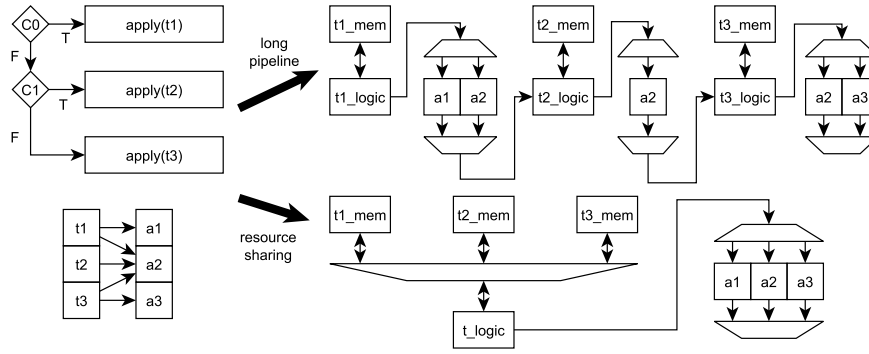 C0
T
apply(t1)
F
C1
T
apply(t2)
F
apply(t3)
t1
t2
t3
a1
a2
a3
long
pipeline
resource
sharing
t1_mem
t1_logic
a1
a2
t2_mem
t2_logic
a2
t3_mem
t3_logic
a2
a3
t1_mem
t2_mem
t3_mem
t_logic
a1
a2
a3